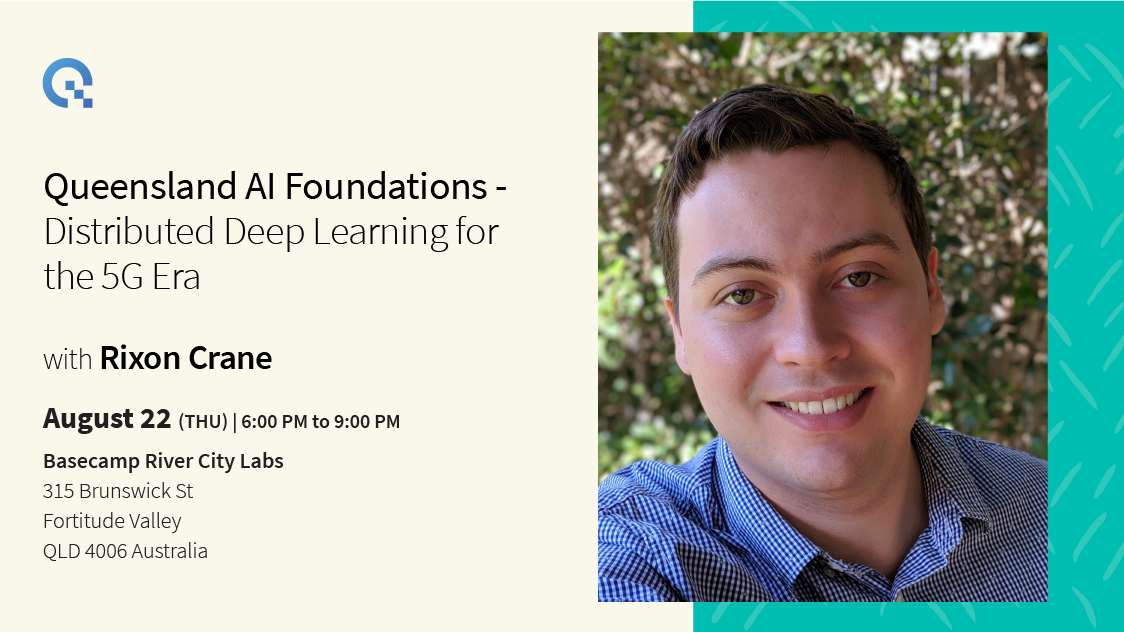 Queensland AI Foundations -
Distributed Deep Learning for
the 5G Era
with Rixon Crane
August 22 (THU) | 6:00 PM to 9:00 PM
Basecamp River City Labs
315 Brunswick St
Fortitude Valley
QLD 4006 Australia